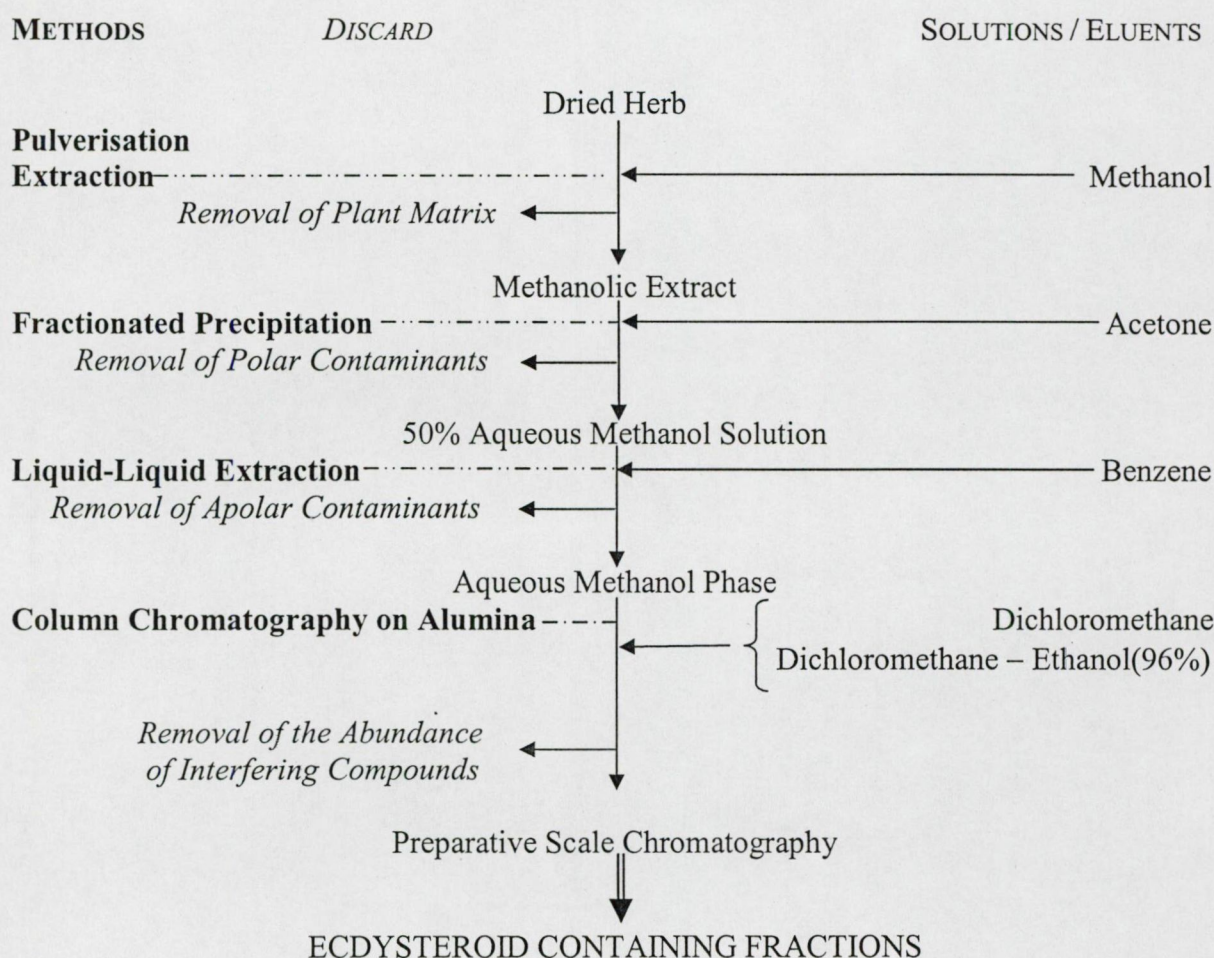 METHODS DISCARD SOLUTIONS / ELUENTS
Dried Herb
Pulverisation
Extraction Methanol
Removal of Plant Matrix
Methanolic Extract
Fractionated Precipitation Acetone
Removal of Polar Contaminants
50% Aqueous Methanol Solution
Liquid-Liquid Extraction Benzene
Removal of Apolar Contaminants
Aqueous Methanol Phase
Column Chromatography on Alumina Dichloromethane
Dichloromethane – Ethanol(96%)
Removal of the Abundance
of Interfering Compounds
Preparative Scale Chromatography
ECDYSTEROID CONTAINING FRACTIONS